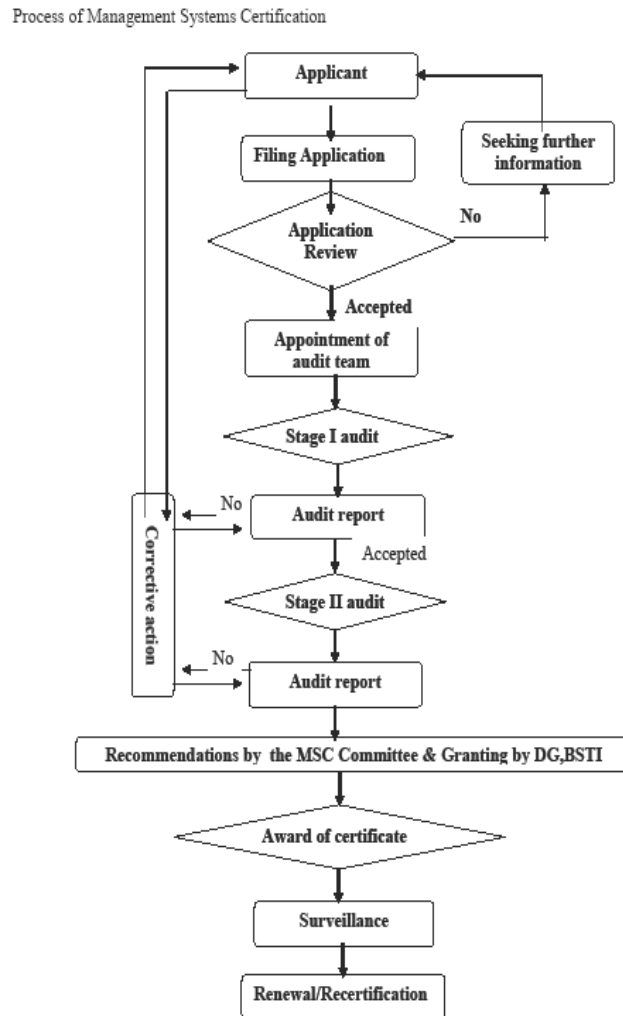 Process of Management Systems Certification
Applicant
Filing Application
Seeking further
information
No
Application
Review
Accepted
Appointment of
audit team
Stage I audit
No
Audit report
Accepted
Corrective action
Stage II audit
No
Audit report
Recommendations by the MSC Committee & Granting by DG,BSTI
Award of certificate
Surveillance
Renewal/Recertification